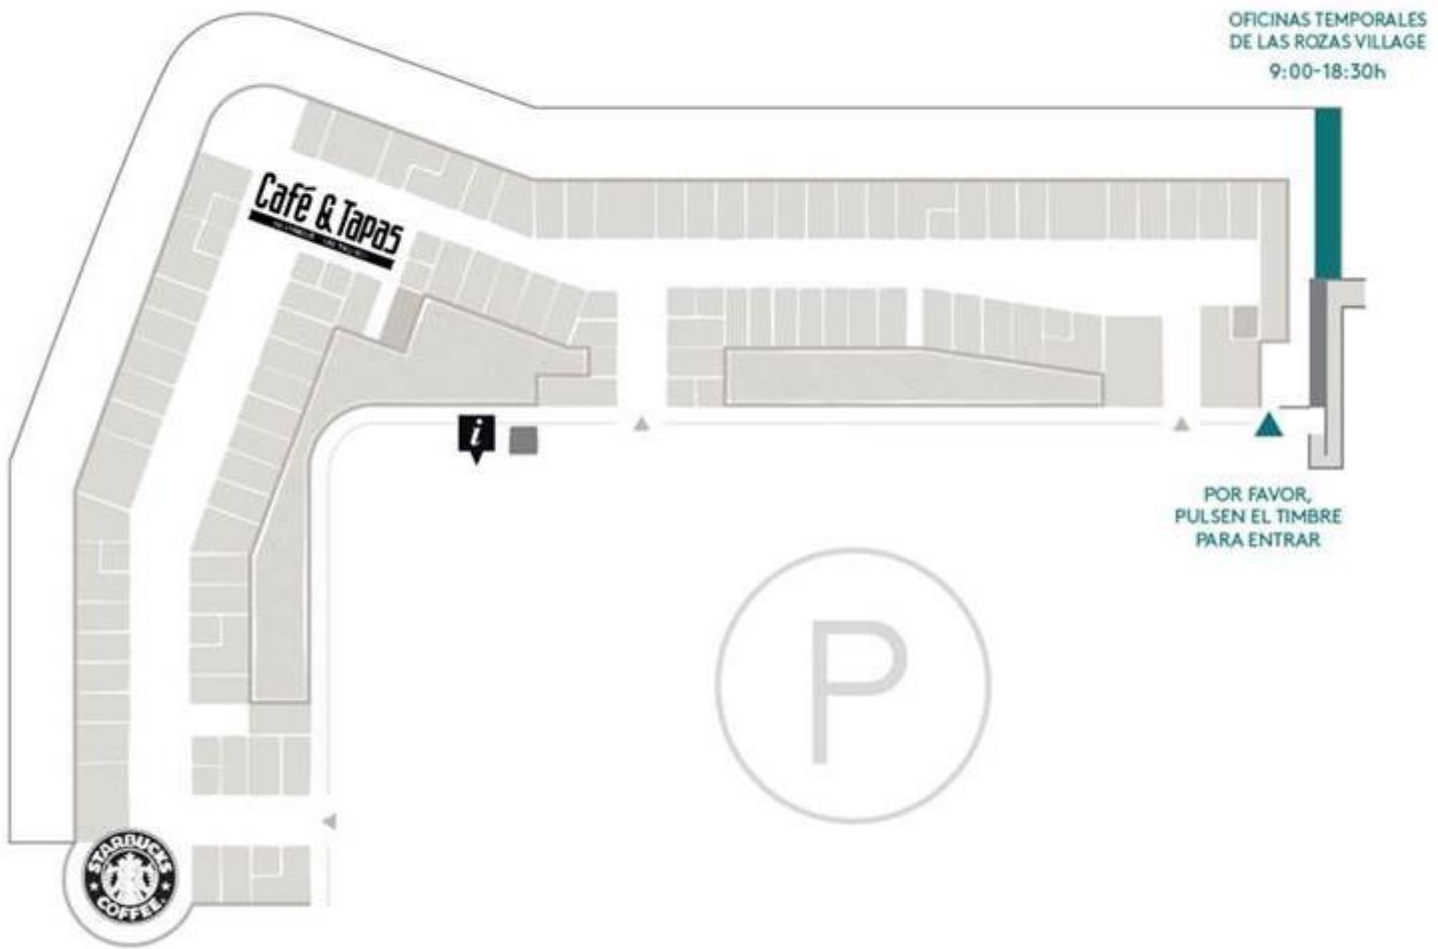 OFICINAS TEMPORALES
DE LAS ROZAS VILLAGE
9:00-18:30h
Café & Tapas
i
POR FAVOR,
PULSEN EL TIMBRE
PARA ENTRAR
P
STARBUCKS
COFFEE